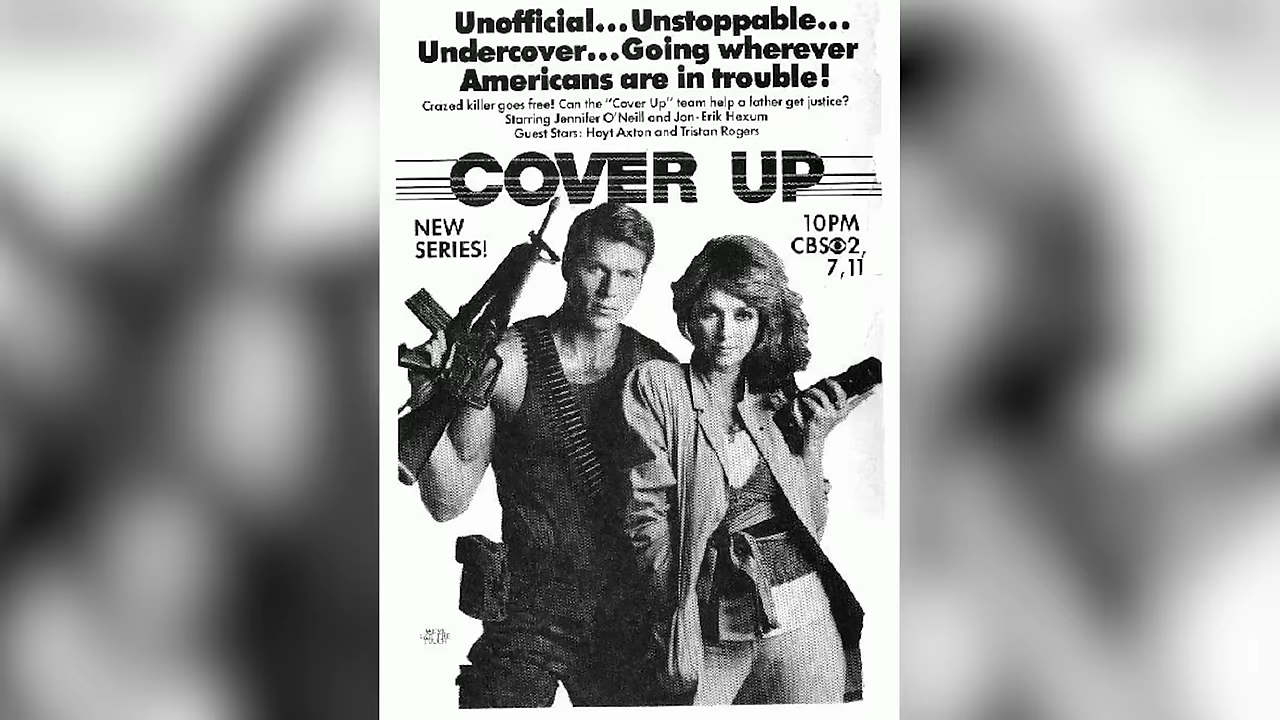 Unofficial...Unstoppable...
Undercover...Going wherever
Americans are in trouble!
Crazed killer goes free! Can the "Cover Up" team help a father get justice?
Starring Jennifer O'Neill and Jon-Erik Hexum
Guest Stars: Hoyt Axton and Tristan Rogers
COVER UP
NEW
SERIES!
10PM
CBS 2,
7,11